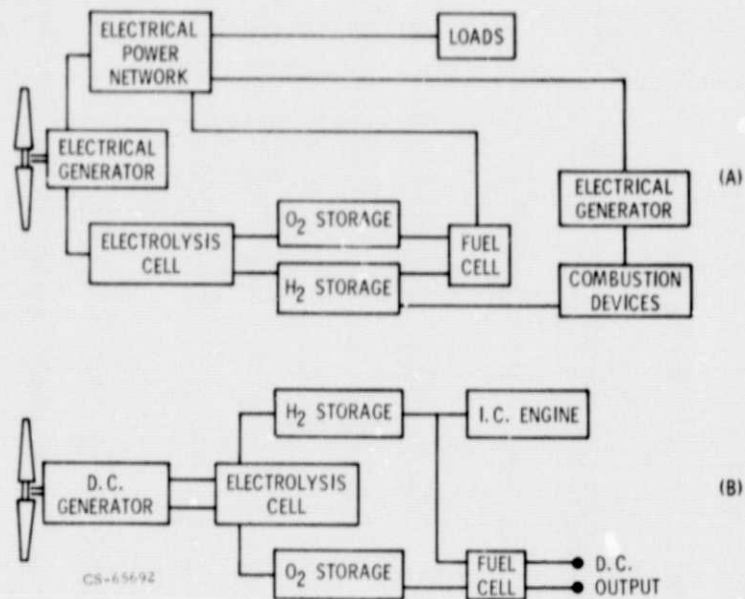 ELECTRICAL
POWER
NETWORK
LOADS
ELECTRICAL
GENERATOR
ELECTRICAL
GENERATOR
(A)
O2 STORAGE
ELECTROLYSIS
CELL
FUEL
CELL
H2 STORAGE
COMBUSTION
DEVICES
H2 STORAGE
I.C. ENGINE
D.C.
GENERATOR
ELECTROLYSIS
CELL
(B)
O2 STORAGE
FUEL
CELL
D.C.
OUTPUT
CS-65692